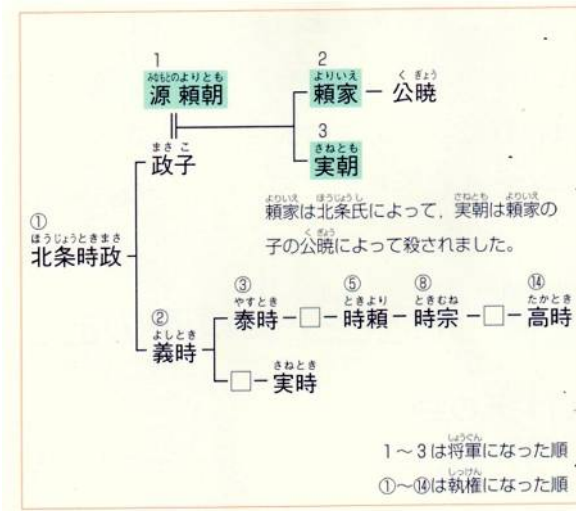 1
みなもとのよりとも
源 頼朝
2
よりいえ
頼家
くぎょう
公暁
まさこ
政子
3
さねとも
実朝
よりいえ ほうじょうし さねとも よりいえ
頼家は北条氏によって，実朝は頼家の
くぎょう
子の公暁によって殺されました。
①
ほうじょうときまさ
北条時政
②
よしとき
義時
③
やすとき
泰時
⑤
ときより
時頼
⑧
ときむね
時宗
⑭
たかとき
高時
さねとき
実時
しょうぐん
1～3は将軍になった順
しっけん
①～⑭は執権になった順